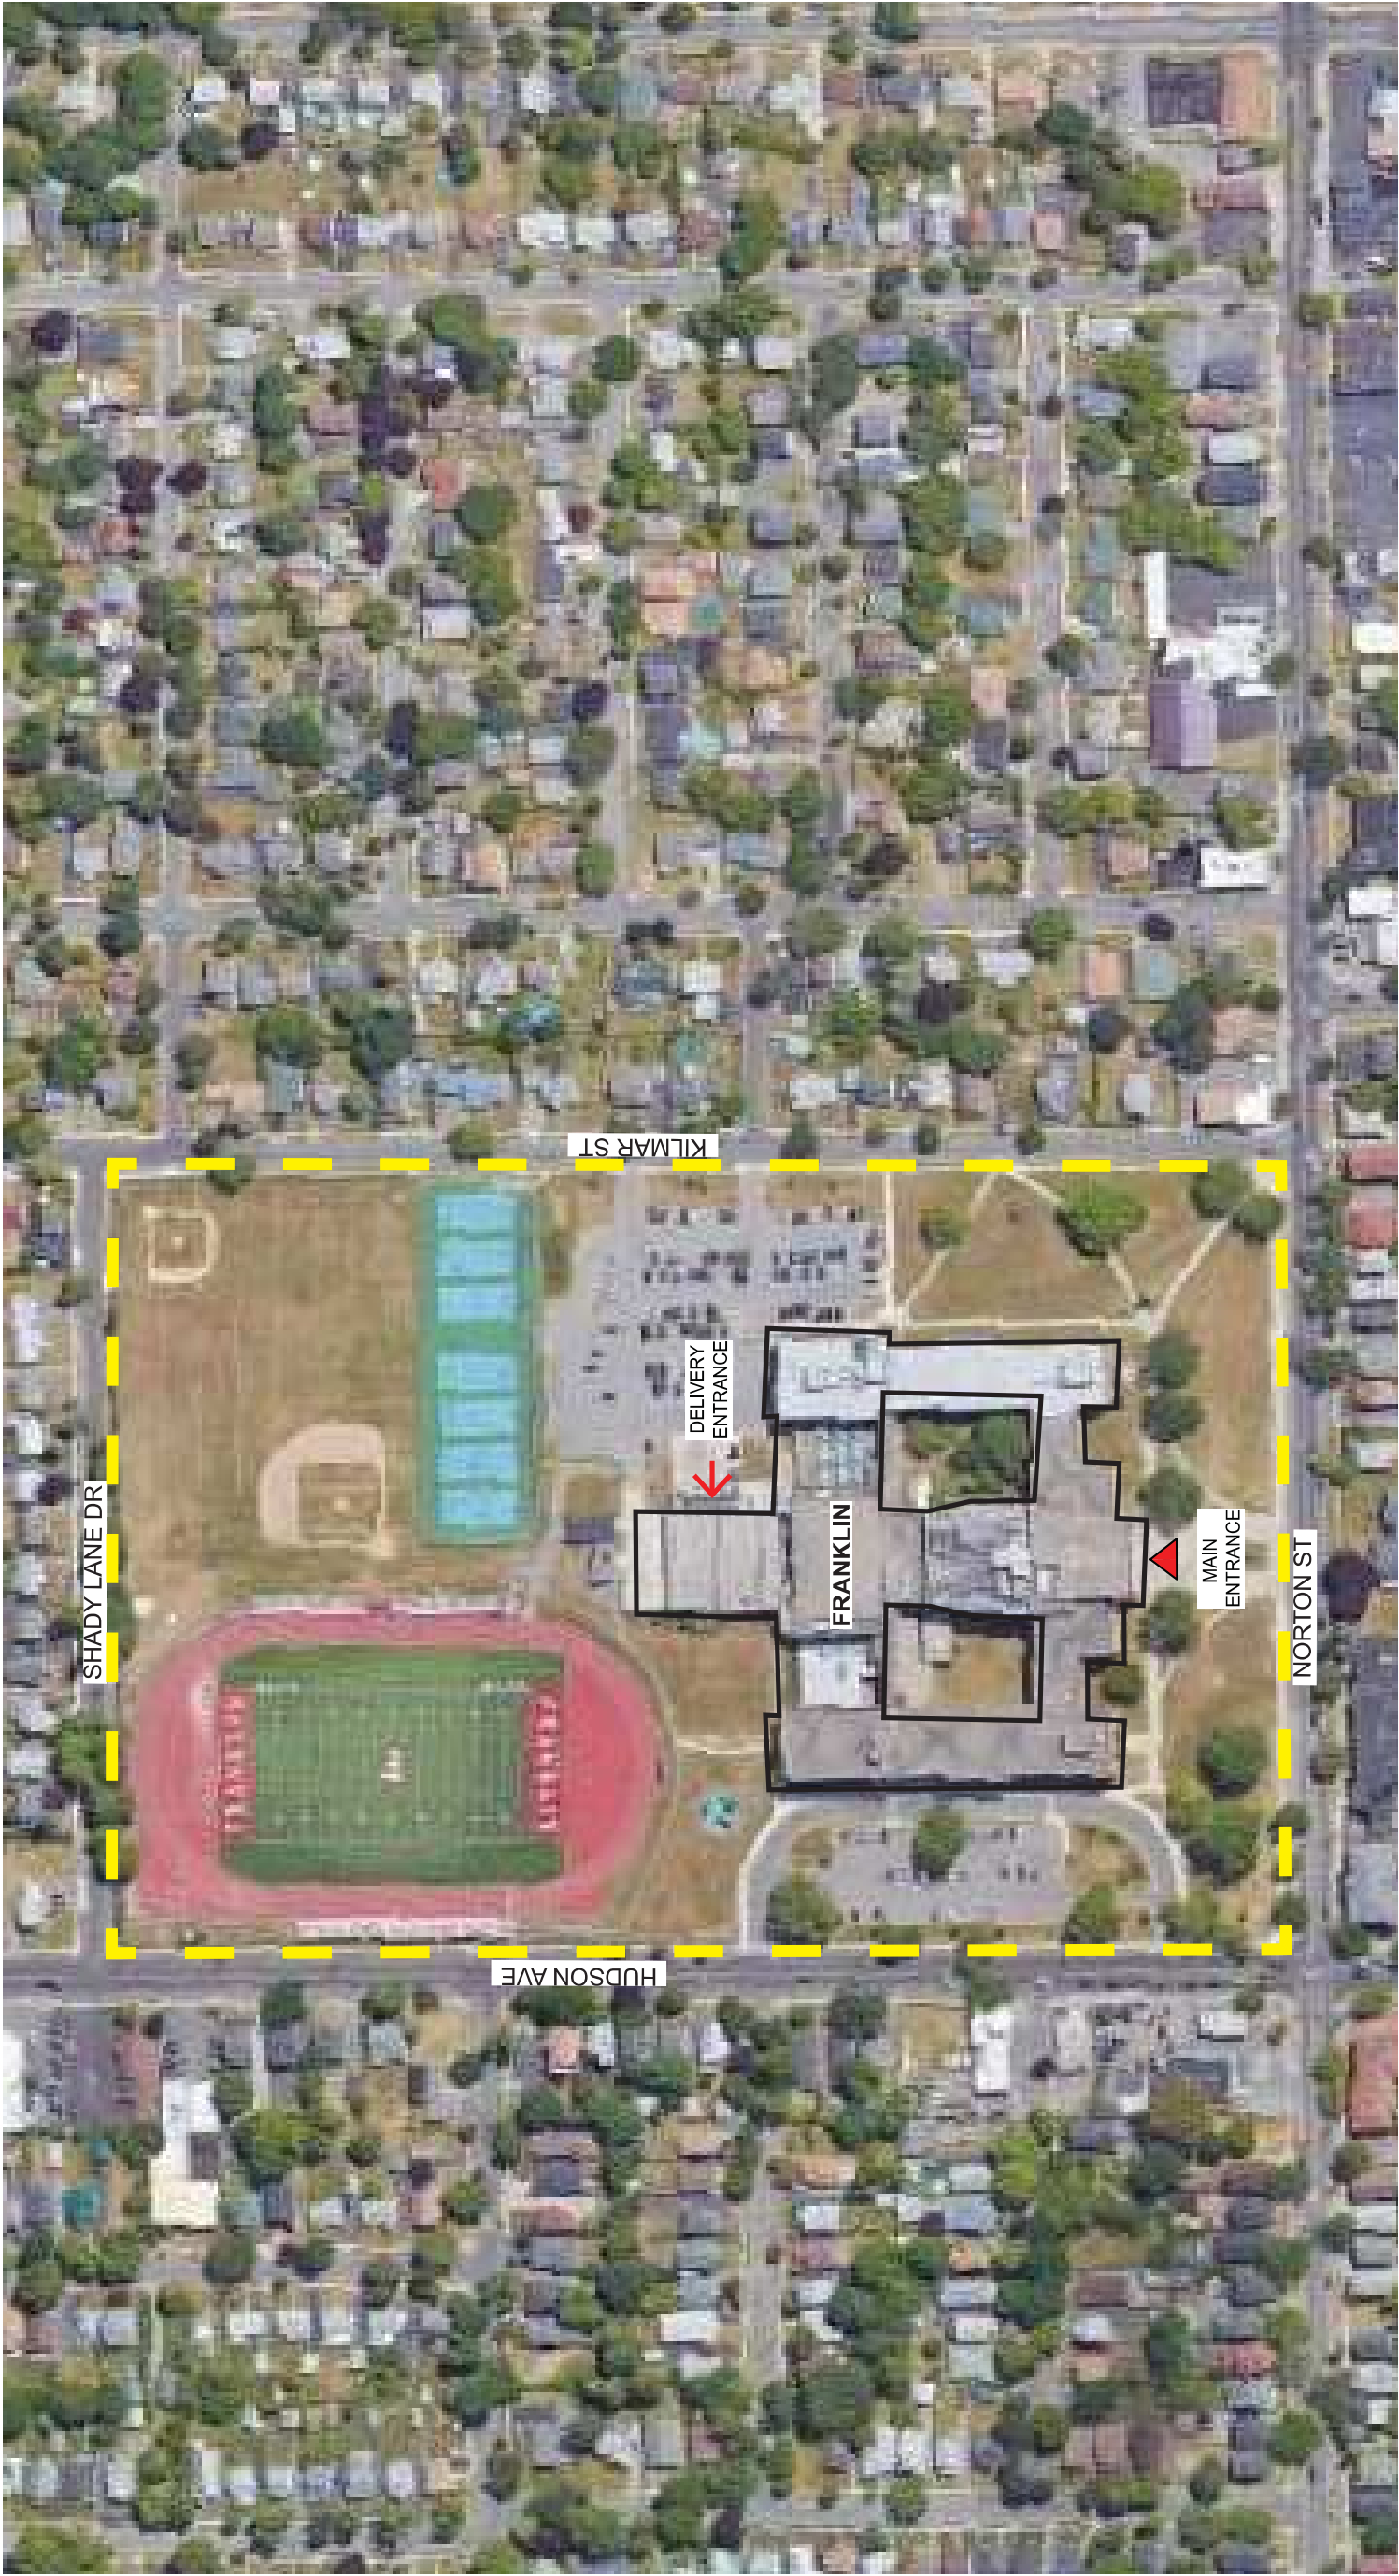 SHADY LANE DR
KILMAR ST
DELIVERY
ENTRANCE
FRANKLIN
MAIN
ENTRANCE
HUDSON AVE
NORTON ST